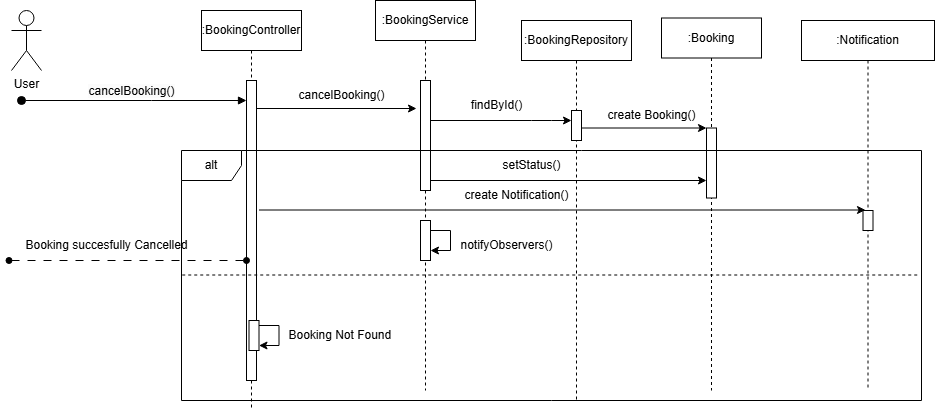 :BookingController
:BookingService
:BookingRepository
:Booking
:Notification
User
cancelBooking()
cancelBooking()
findById()
create Booking()
alt
setStatus()
create Notification()
Booking succesfully Cancelled
notifyObservers()
Booking Not Found